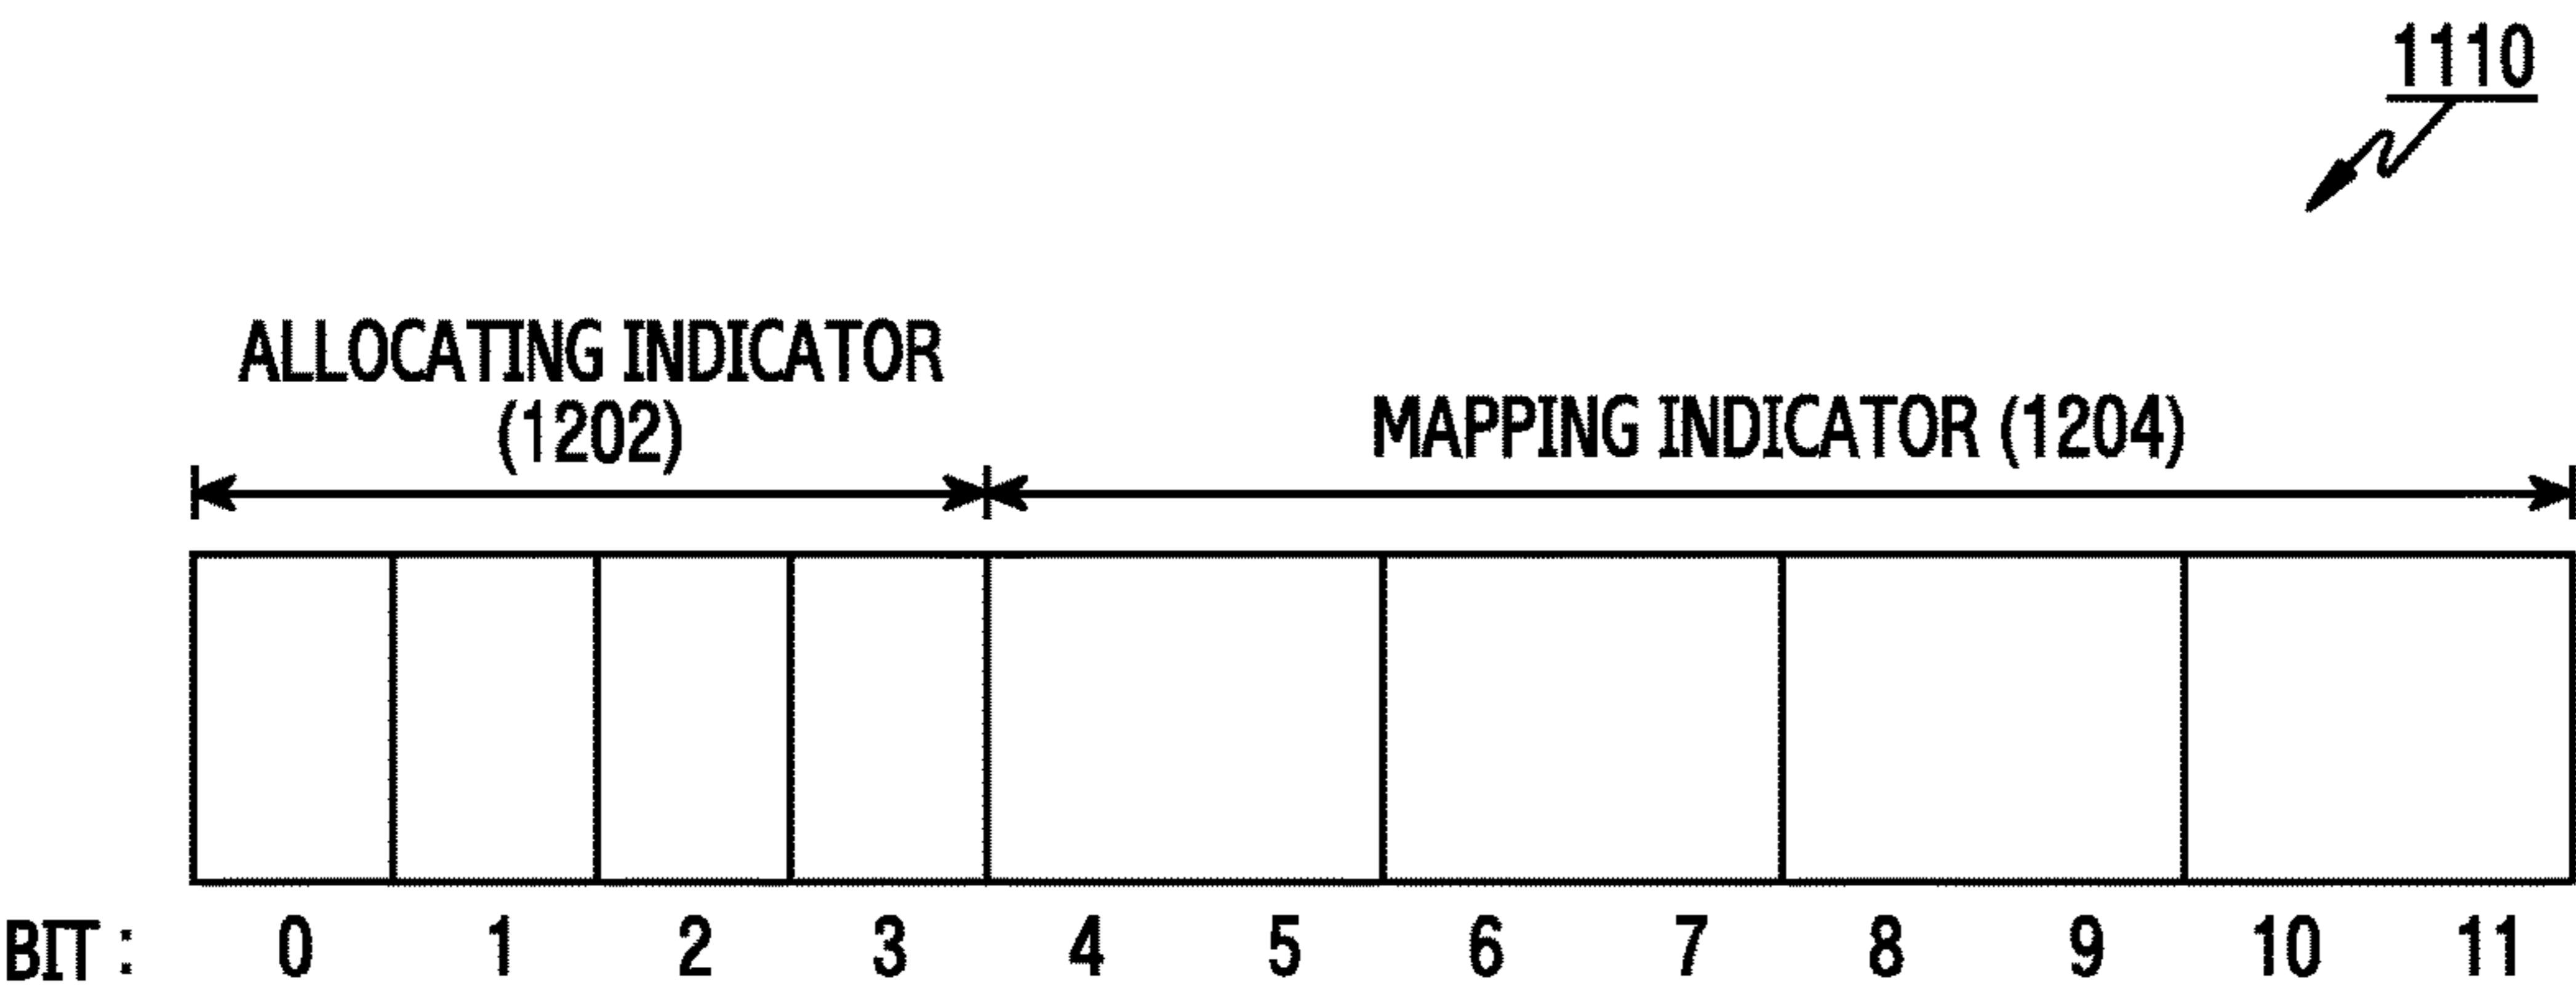 1110
ALLOCATING INDICATOR
(1202)
MAPPING INDICATOR (1204)
BIT : 0 1 2 3 4 5 6 7 8 9 10 11